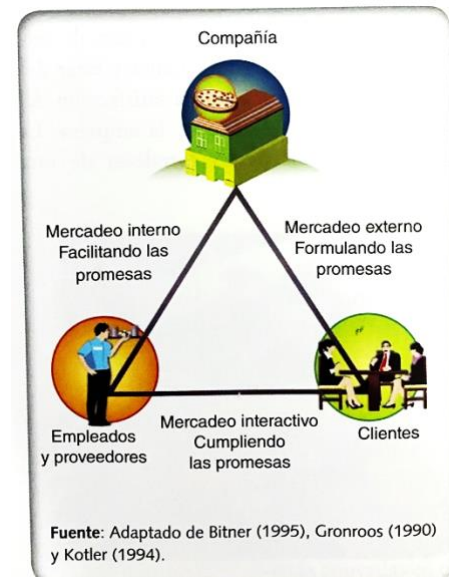 Compañía
Mercadeo interno
Facilitando las
promesas
Mercadeo externo
Formulando las
promesas
Empleados
y proveedores
Mercadeo interactivo
Cumpliendo
las promesas
Clientes
Fuente: Adaptado de Bitner (1995), Gronroos (1990)
y Kotler (1994).